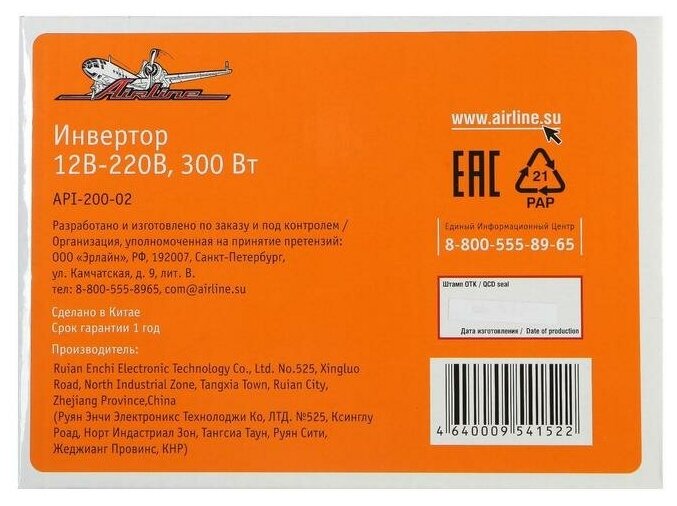 Airline
Инвертор
12В-220В, 300 Вт
API-200-02
Разработано и изготовлено по заказу и под контролем /
Организация, уполномоченная на принятие претензий:
ООО «Эрлайн», РФ, 192007, Санкт-Петербург,
ул. Камчатская, д. 9, лит. В.
тел: 8-800-555-8965, com@airline.su
Сделано в Китае
Срок гарантии 1 год
Производитель:
Ruian Enchi Electronic Technology Co., Ltd. No.525, Xingluo
Road, North Industrial Zone, Tangxia Town, Ruian City,
Zhejiang Province,China
(Руян Энчи Электроникс Технолоджи Ко, ЛТД. №525, Ксинглу
Роад, Норт Индастриал Зон, Тангсиа Таун, Руян Сити,
Жеджианг Провинс, КНР)
www.airline.su
EAC
21
PAP
Единый Информационный Центр
8-800-555-89-65
Штамп ОТК / QCD seal
Дата изготовления / Date of production
4 640009 541522